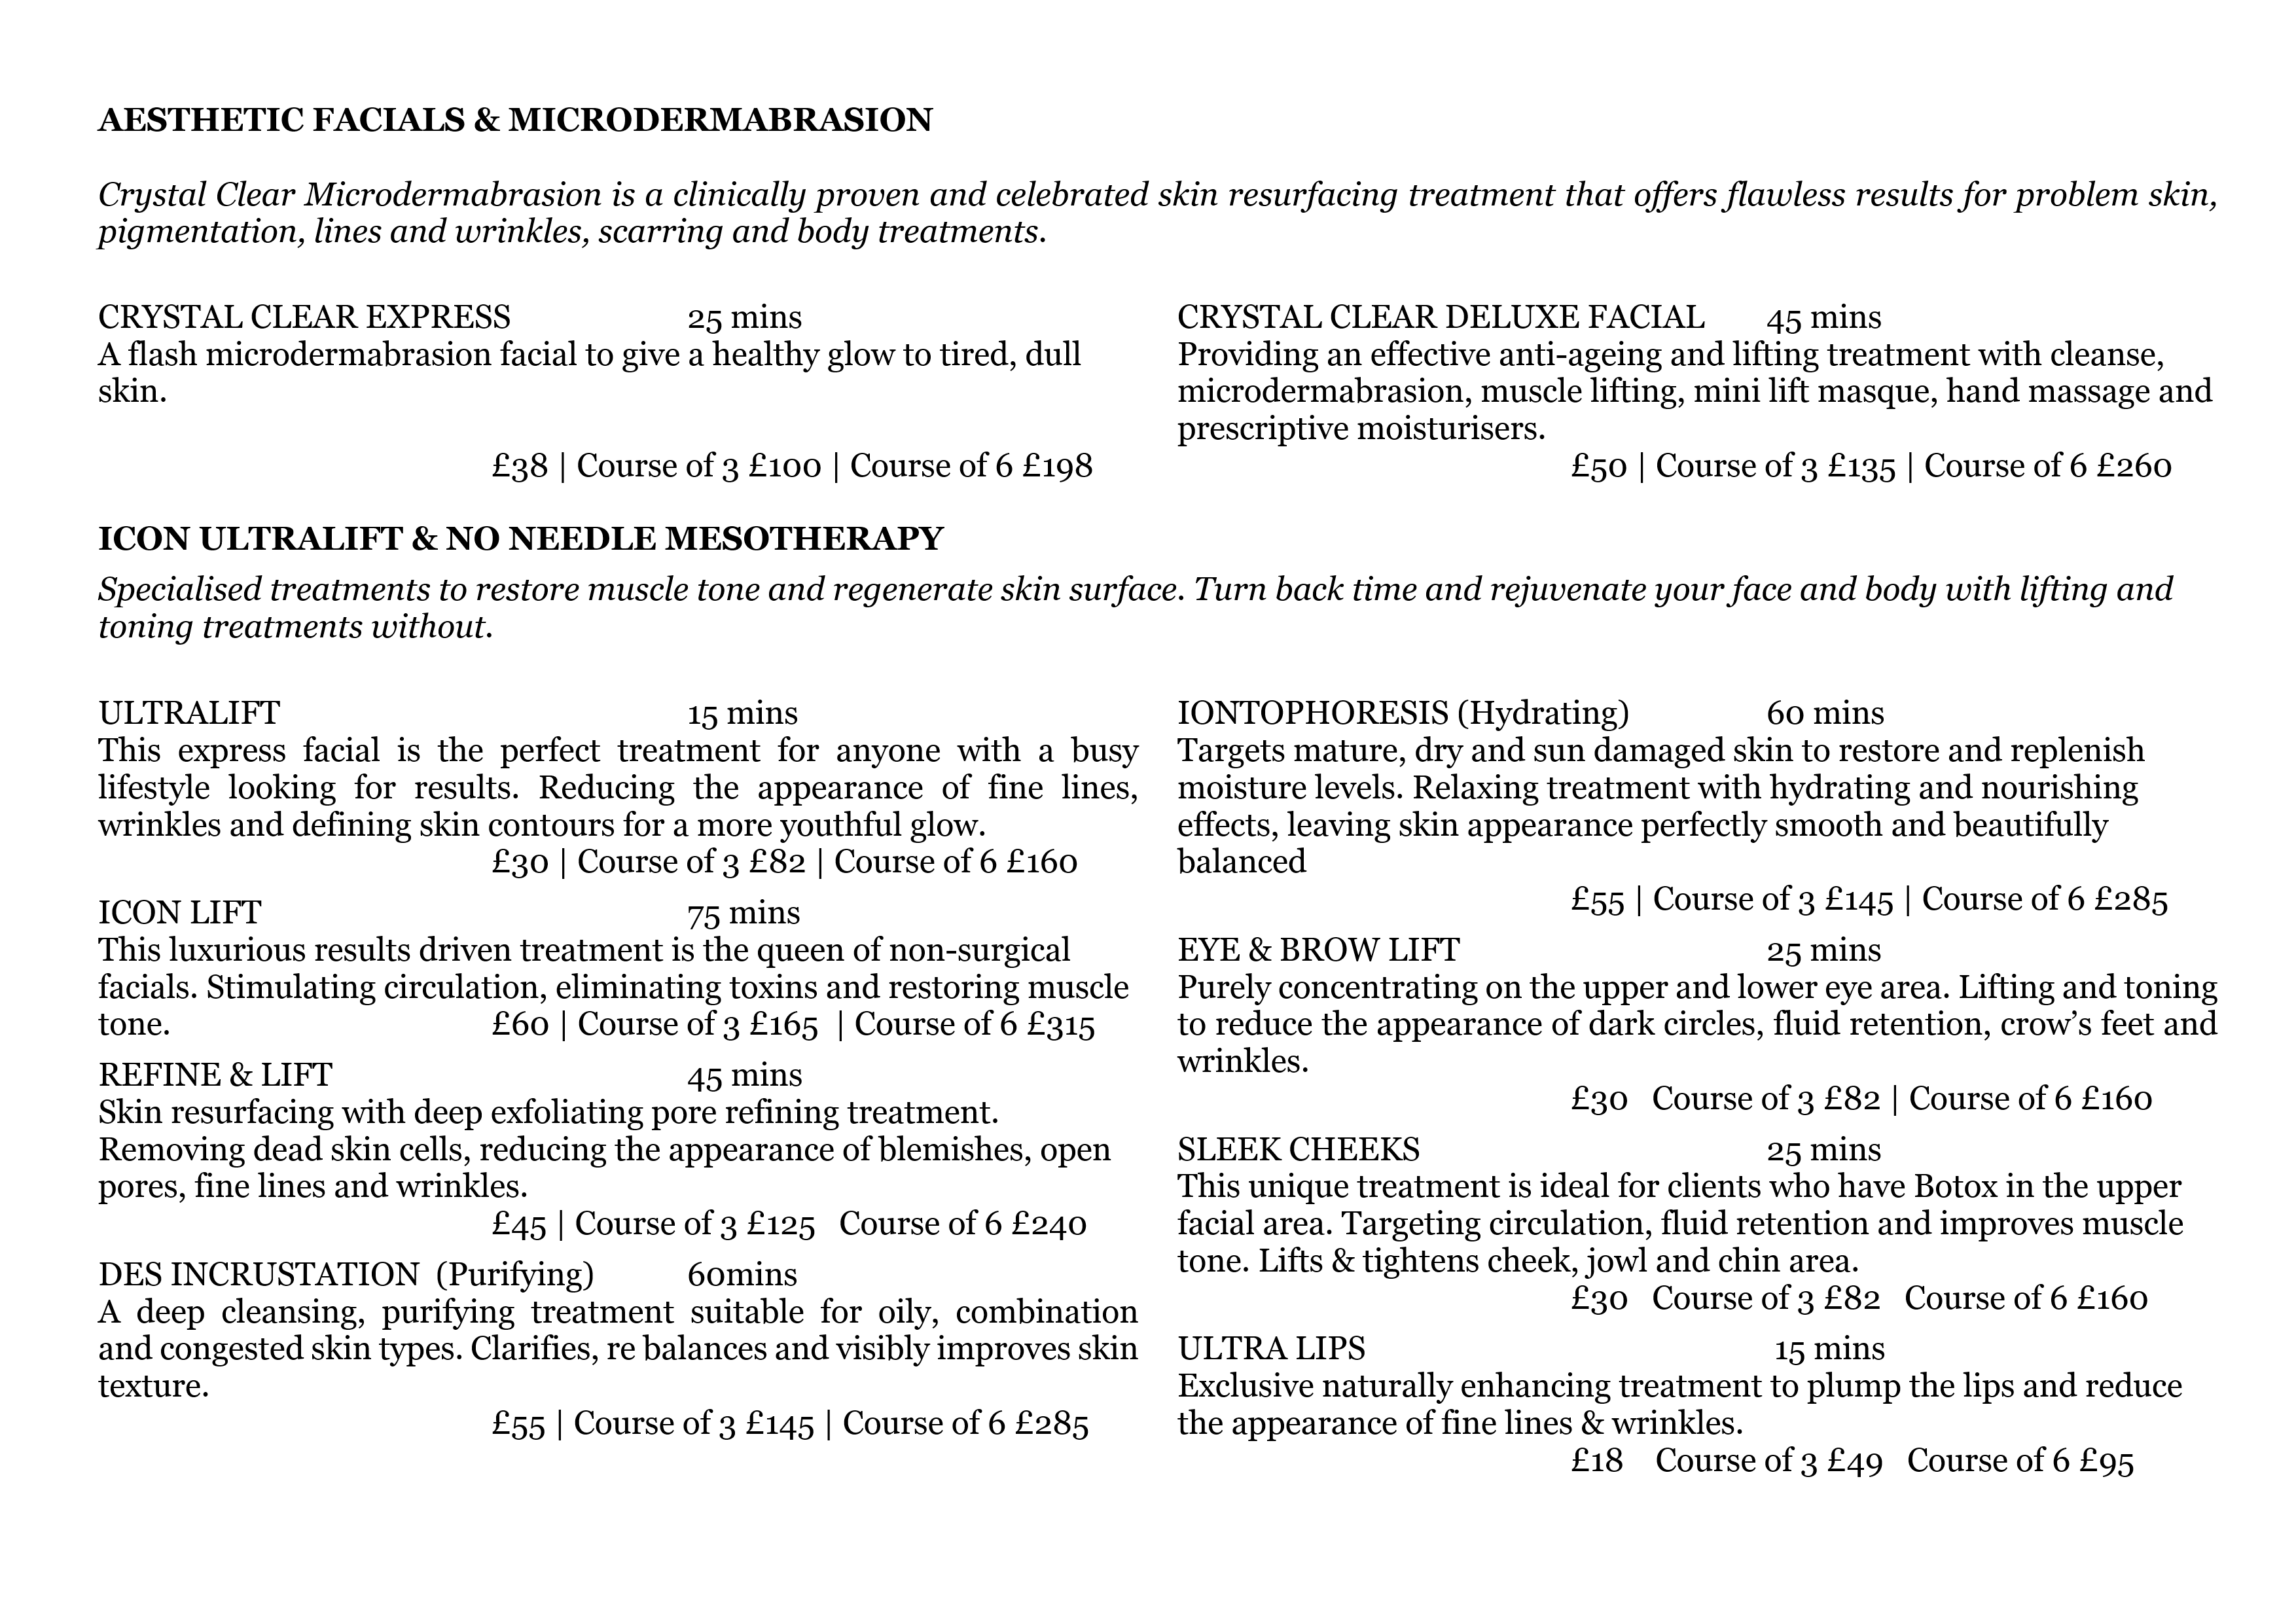 AESTHETIC FACIALS & MICRODERMABRASION
Crystal Clear Microdermabrasion is a clinically proven and celebrated skin resurfacing treatment that offers flawless results for problem skin,
pigmentation, lines and wrinkles, scarring and body treatments.
CRYSTAL CLEAR EXPRESS 25 mins
A flash microdermabrasion facial to give a healthy glow to tired, dull
skin.
£38 | Course of 3 £100 | Course of 6 £198
CRYSTAL CLEAR DELUXE FACIAL 45 mins
Providing an effective anti-ageing and lifting treatment with cleanse,
microdermabrasion, muscle lifting, mini lift masque, hand massage and
prescriptive moisturisers.
£50 | Course of 3 £135 | Course of 6 £260
ICON ULTRALIFT & NO NEEDLE MESOTHERAPY
Specialised treatments to restore muscle tone and regenerate skin surface. Turn back time and rejuvenate your face and body with lifting and
toning treatments without.
ULTRALIFT 15 mins
This express facial is the perfect treatment for anyone with a busy
lifestyle looking for results. Reducing the appearance of fine lines,
wrinkles and defining skin contours for a more youthful glow.
£30 | Course of 3 £82 | Course of 6 £160
ICON LIFT 75 mins
This luxurious results driven treatment is the queen of non-surgical
facials. Stimulating circulation, eliminating toxins and restoring muscle
tone. £60 | Course of 3 £165 | Course of 6 £315
REFINE & LIFT 45 mins
Skin resurfacing with deep exfoliating pore refining treatment.
Removing dead skin cells, reducing the appearance of blemishes, open
pores, fine lines and wrinkles.
£45 | Course of 3 £125 Course of 6 £240
DES INCRUSTATION (Purifying) 60mins
A deep cleansing, purifying treatment suitable for oily, combination
and congested skin types. Clarifies, re balances and visibly improves skin
texture.
£55 | Course of 3 £145 | Course of 6 £285
IONTOPHORESIS (Hydrating) 60 mins
Targets mature, dry and sun damaged skin to restore and replenish
moisture levels. Relaxing treatment with hydrating and nourishing
effects, leaving skin appearance perfectly smooth and beautifully
balanced
£55 | Course of 3 £145 | Course of 6 £285
EYE & BROW LIFT 25 mins
Purely concentrating on the upper and lower eye area. Lifting and toning
to reduce the appearance of dark circles, fluid retention, crow’s feet and
wrinkles.
£30 Course of 3 £82 | Course of 6 £160
SLEEK CHEEKS 25 mins
This unique treatment is ideal for clients who have Botox in the upper
facial area. Targeting circulation, fluid retention and improves muscle
tone. Lifts & tightens cheek, jowl and chin area.
£30 Course of 3 £82 Course of 6 £160
ULTRA LIPS 15 mins
Exclusive naturally enhancing treatment to plump the lips and reduce
the appearance of fine lines & wrinkles.
£18 Course of 3 £49 Course of 6 £95